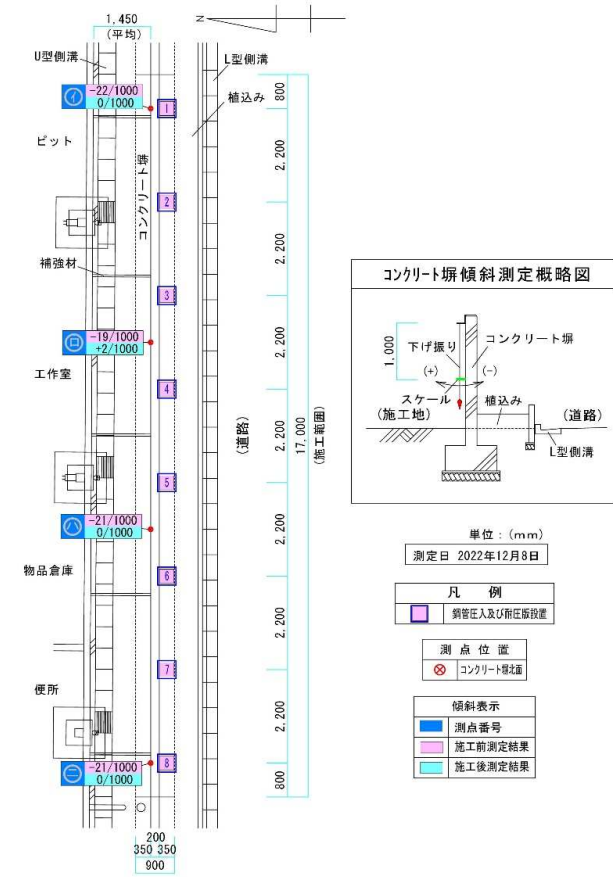 1,450
(平均)
N
U型側溝
L型側溝
植込み
㋑
-22/1000
0/1000
ピット
コンクリート塀
補強材
㋺
-19/1000
+2/1000
工作室
㋩
-21/1000
0/1000
物品倉庫
便所
㋥
-21/1000
0/1000
1
2
3
4
5
6
7
8
(道路)
800
2,200
2,200
2,200
2,200
2,200
2,200
2,200
800
17,000
(施工範囲)
200
350 350
900
コンクリート塀傾斜測定概略図
1,000
下げ振り
コンクリート塀
(+)
(-)
スケール
植込み
(施工地)
(道路)
L型側溝
単位：(mm)
測定日 2022年12月8日
凡 例
鋼管圧入及び耐圧版設置
測 点 位 置
コンクリート塀北面
傾斜表示
測点番号
施工前測定結果
施工後測定結果